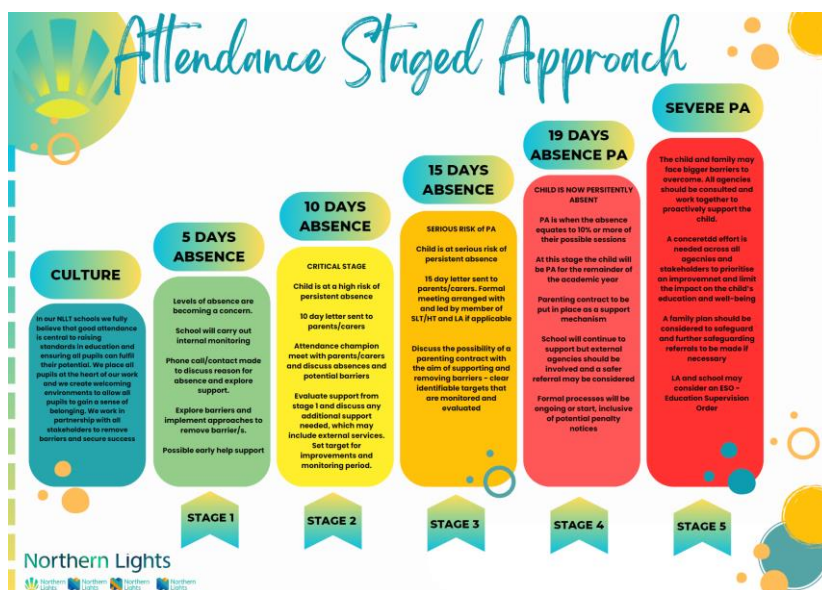 Attendance Staged Approach
CULTURE
In our NLLT schools we fully
believe that good attendance
is central to raising
standards in education and
ensuring all pupils can fulfil
their potential. We place all
pupils at the heart of our work
and we create welcoming
environments to allow all
pupils to gain a sense of
belonging. We work in
partnership with all
stakeholders to remove
barriers and secure success
5 DAYS
ABSENCE
Levels of absence are
becoming a concern.
School will carry out
internal monitoring
Phone call/contact made
to discuss reason for
absence and explore
support.
Explore barriers and
implement approaches to
remove barrier/s.
Possible early help support
STAGE 1
10 DAYS
ABSENCE
CRITICAL STAGE
Child is at a high risk of
persistent absence
10 day letter sent to
parents/carers
Attendance champion
meet with parents/carers
and discuss absences and
potential barriers
Evaluate support from
stage 1 and discuss any
additional support
needed, which may
include external services.
Set target for
improvements and
monitoring period.
STAGE 2
15 DAYS
ABSENCE
SERIOUS RISK of PA
Child is at serious risk of
persistent absence
15 day letter sent to
parents/carers. Formal
meeting arranged with
and led by member of
SLT/HT and LA if applicable
Discuss the possibility of a
parenting contract with
the aim of supporting and
removing barriers - clear
identifiable targets that
are monitored and
evaluated
STAGE 3
19 DAYS
ABSENCE PA
CHILD IS NOW PERSITENTLY
ABSENT
PA is when the absence
equates to 10% or more of
their possible sessions
At this stage the child will
be PA for the remainder of
the academic year
Parenting contract to be
put in place as a support
mechanism
School will continue to
support but external
agencies should be
involved and a safer
referral may be considered
Formal processes will be
ongoing or start, inclusive
of potential penalty
notices
STAGE 4
SEVERE PA
The child and family may
face bigger barriers to
overcome. All agencies
should be consulted and
work together to
proactively support the
child.
A conceretdd effort is
needed across all
agecnies and
stakeholders to prioritise
an improvemnet and limit
the impact on the child's
education and well-being
A family plan should be
considered to safeguard
and further safeguarding
referrals to be made if
necessary
LA and school may
consider an ESO -
Education Supervision
Order
STAGE 5
Northern Lights
Northern Lights
Northern Lights
Northern Lights
Northern Lights